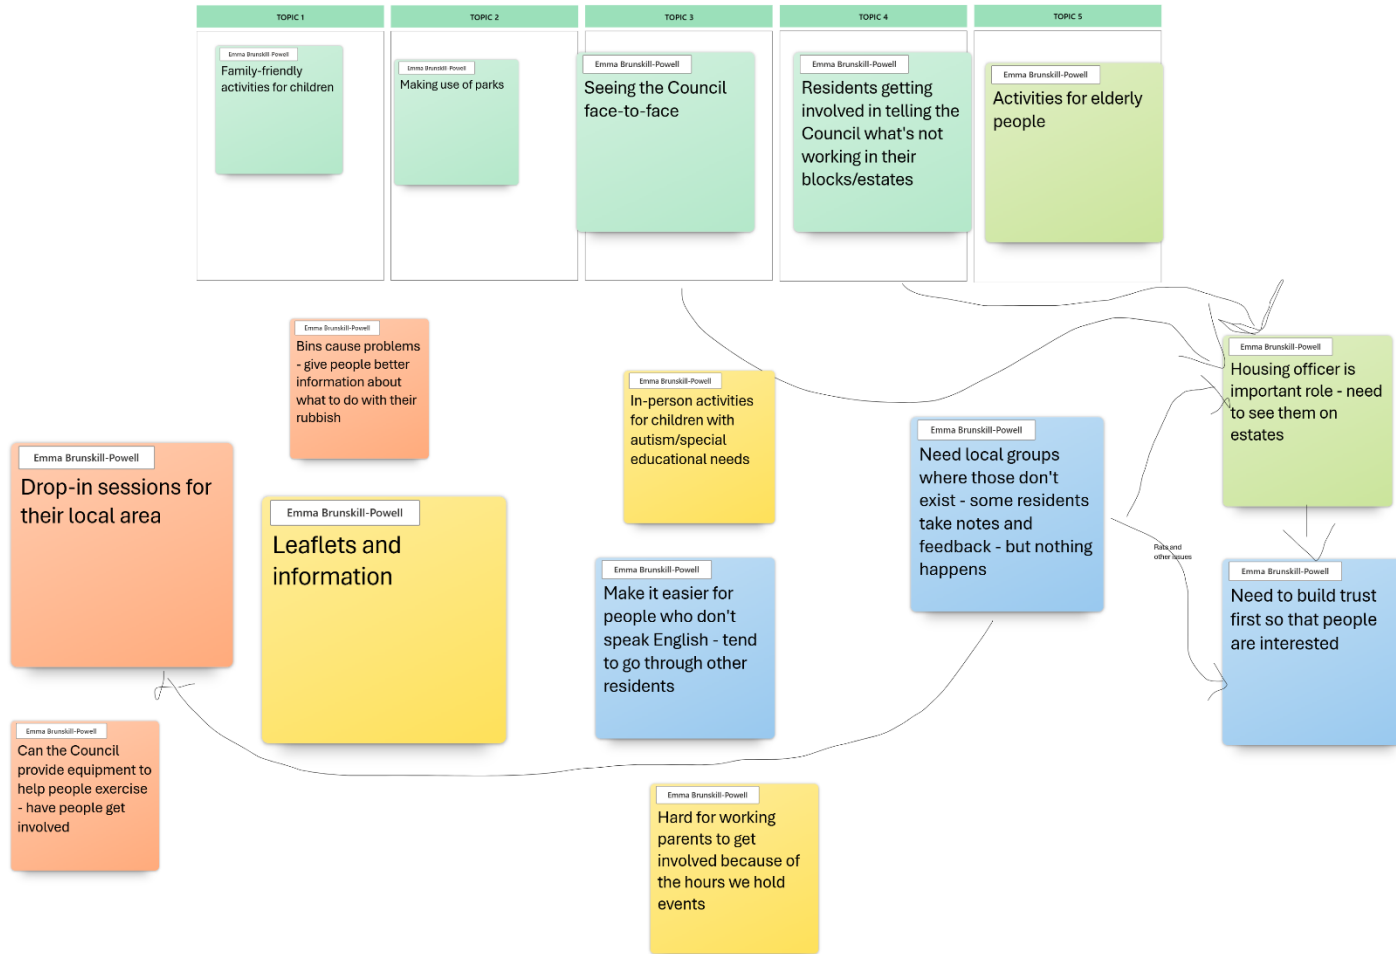 TOPIC 1
TOPIC 2
TOPIC 3
TOPIC 4
TOPIC 5
Emma Brunskill-Powell
Family-friendly
activities for children
Emma Brunskill-Powell
Making use of parks
Emma Brunskill-Powell
Seeing the Council
face-to-face
Emma Brunskill-Powell
Residents getting
involved in telling the
Council what's not
working in their
blocks/estates
Emma Brunskill-Powell
Activities for elderly
people
Emma Brunskill-Powell
Bins cause problems
- give people better
information about
what to do with their
rubbish
Emma Brunskill-Powell
Housing officer is
important role - need
to see them on
estates
Emma Brunskill-Powell
In-person activities
for children with
autism/special
educational needs
Emma Brunskill-Powell
Need local groups
where those don't
exist - some residents
take notes and
feedback - but nothing
happens
Emma Brunskill-Powell
Drop-in sessions for
their local area
Emma Brunskill-Powell
Leaflets and
information
Rats and
other issues
Emma Brunskill-Powell
Make it easier for
people who don't
speak English - tend
to go through other
residents
Emma Brunskill-Powell
Need to build trust
first so that people
are interested
Emma Brunskill-Powell
Can the Council
provide equipment to
help people exercise
- have people get
involved
Emma Brunskill-Powell
Hard for working
parents to get
involved because of
the hours we hold
events